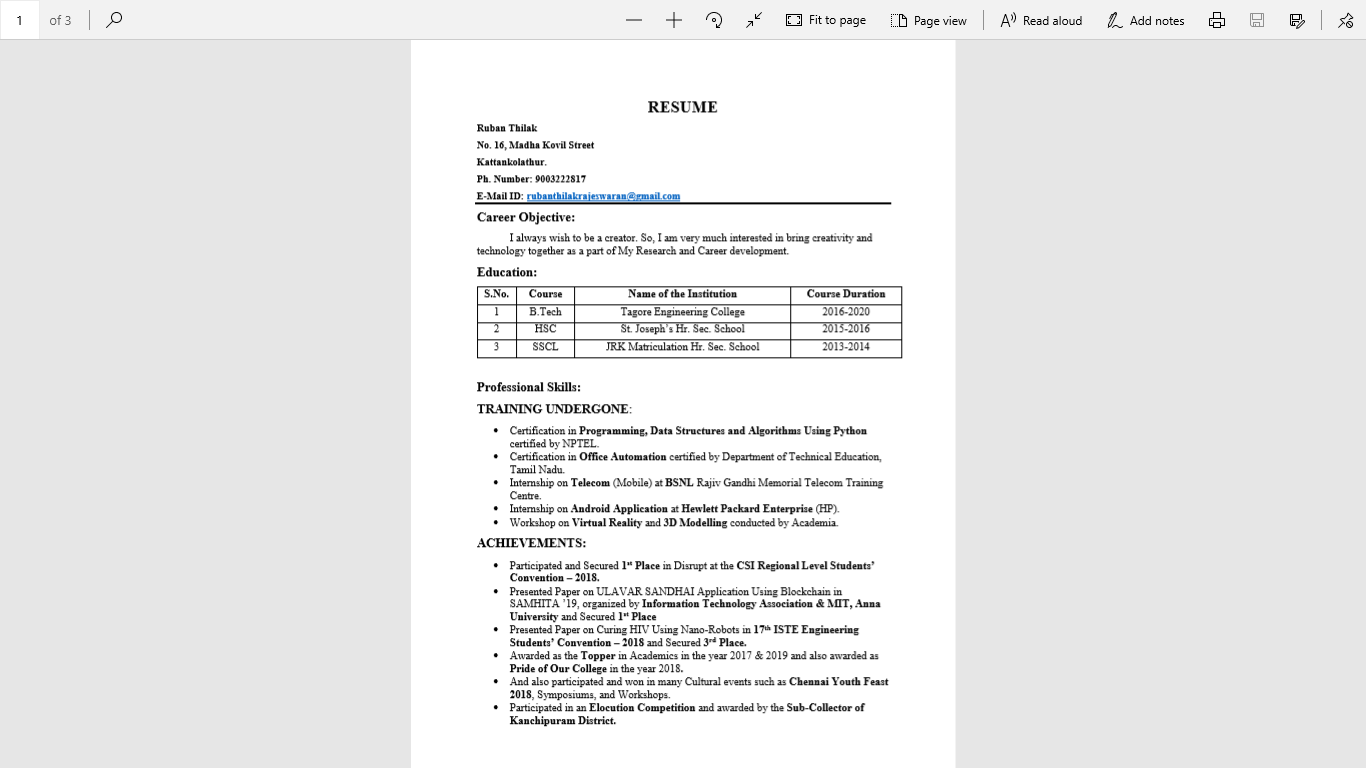 1 of 3 Fit to page Page view Read aloud Add notes
RESUME
Ruban Thilak
No. 16, Madha Kovil Street
Kattankolathur.
Ph. Number: 9003222817
E-Mail ID: rubanthilakrajeswaran@gmail.com
Career Objective:
I always wish to be a creator. So, I am very much interested in bring creativity and
technology together as a part of My Research and Career development.
Education:
S.No. Course Name of the Institution Course Duration
1 B.Tech Tagore Engineering College 2016-2020
2 HSC St. Joseph's Hr. Sec. School 2015-2016
3 SSCL JRK Matriculation Hr. Sec. School 2013-2014
Professional Skills:
TRAINING UNDERGONE:
• Certification in Programming, Data Structures and Algorithms Using Python
certified by NPTEL.
• Certification in Office Automation certified by Department of Technical Education,
Tamil Nadu.
• Internship on Telecom (Mobile) at BSNL Rajiv Gandhi Memorial Telecom Training
Centre.
• Internship on Android Application at Hewlett Packard Enterprise (HP).
• Workshop on Virtual Reality and 3D Modelling conducted by Academia.
ACHIEVEMENTS:
• Participated and Secured 1st Place in Disrupt at the CSI Regional Level Students'
Convention – 2018.
• Presented Paper on ULAVAR SANDHAI Application Using Blockchain in
SAMHITA '19, organized by Information Technology Association & MIT, Anna
University and Secured 1st Place
• Presented Paper on Curing HIV Using Nano-Robots in 17th ISTE Engineering
Students' Convention – 2018 and Secured 3rd Place.
• Awarded as the Topper in Academics in the year 2017 & 2019 and also awarded as
Pride of Our College in the year 2018.
• And also participated and won in many Cultural events such as Chennai Youth Feast
2018, Symposiums, and Workshops.
• Participated in an Elocution Competition and awarded by the Sub-Collector of
Kanchipuram District.